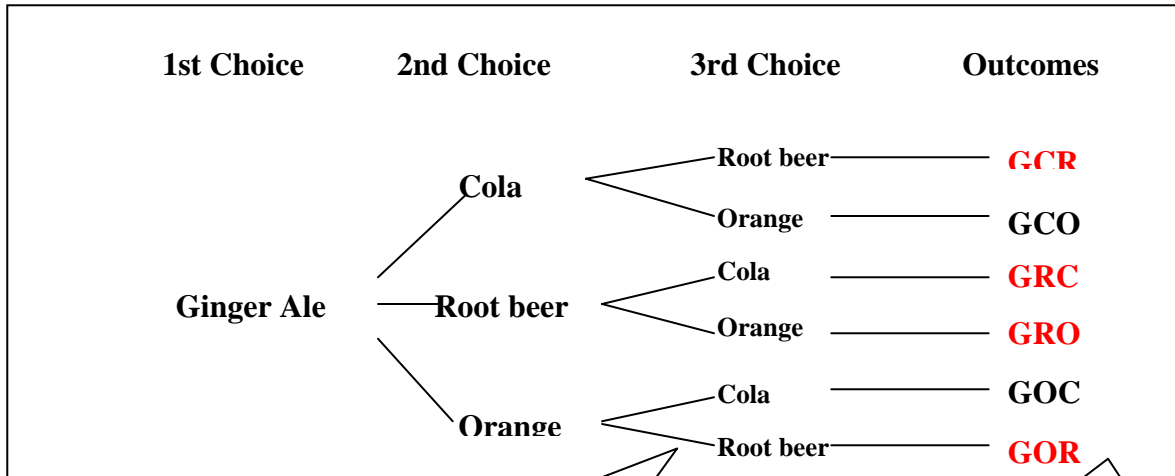 1st Choice 2nd Choice 3rd Choice Outcomes
Root beer GCR
Cola
Orange GCO
Cola GRC
Ginger Ale Root beer
Orange GRO
Cola GOC
Orange
Root beer GOR